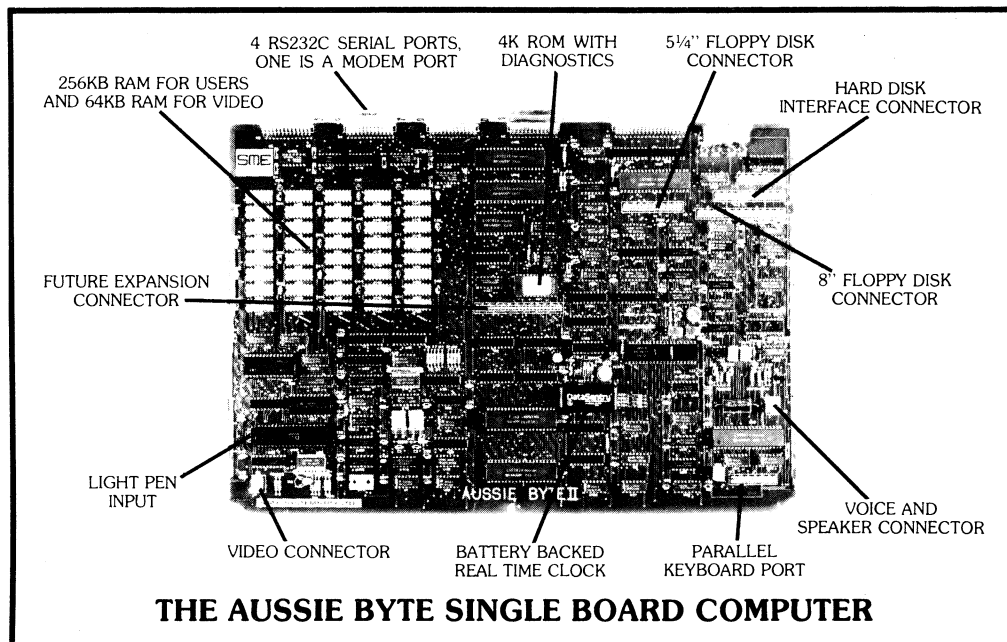 4 RS232C SERIAL PORTS,
ONE IS A MODEM PORT
4K ROM WITH
DIAGNOSTICS
5¼" FLOPPY DISK
CONNECTOR
256KB RAM FOR USERS
AND 64KB RAM FOR VIDEO
HARD DISK
INTERFACE CONNECTOR
SME
FUTURE EXPANSION
CONNECTOR
8" FLOPPY DISK
CONNECTOR
DataSentry
LIGHT PEN
INPUT
AUSSIE BYTE II
VOICE AND
SPEAKER CONNECTOR
VIDEO CONNECTOR
BATTERY BACKED
REAL TIME CLOCK
PARALLEL
KEYBOARD PORT
THE AUSSIE BYTE SINGLE BOARD COMPUTER